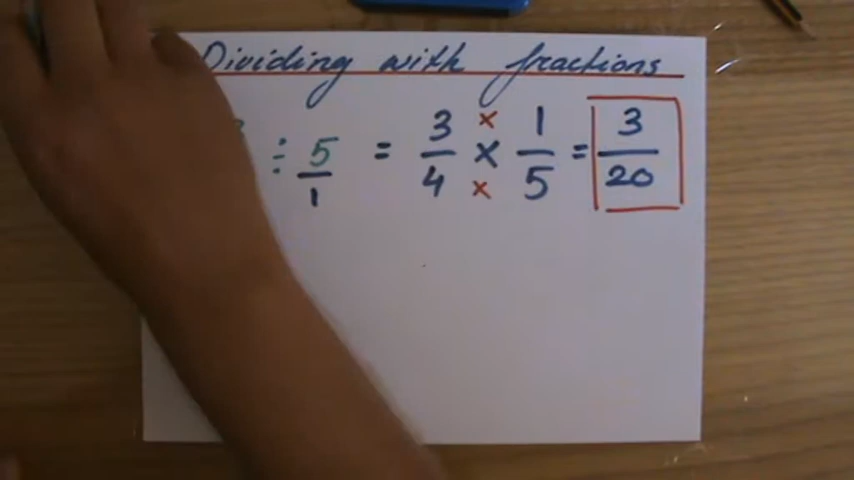 Dividing with fractions
÷ 5/1 = 3/4 × 1/5 = 3/20
× ×